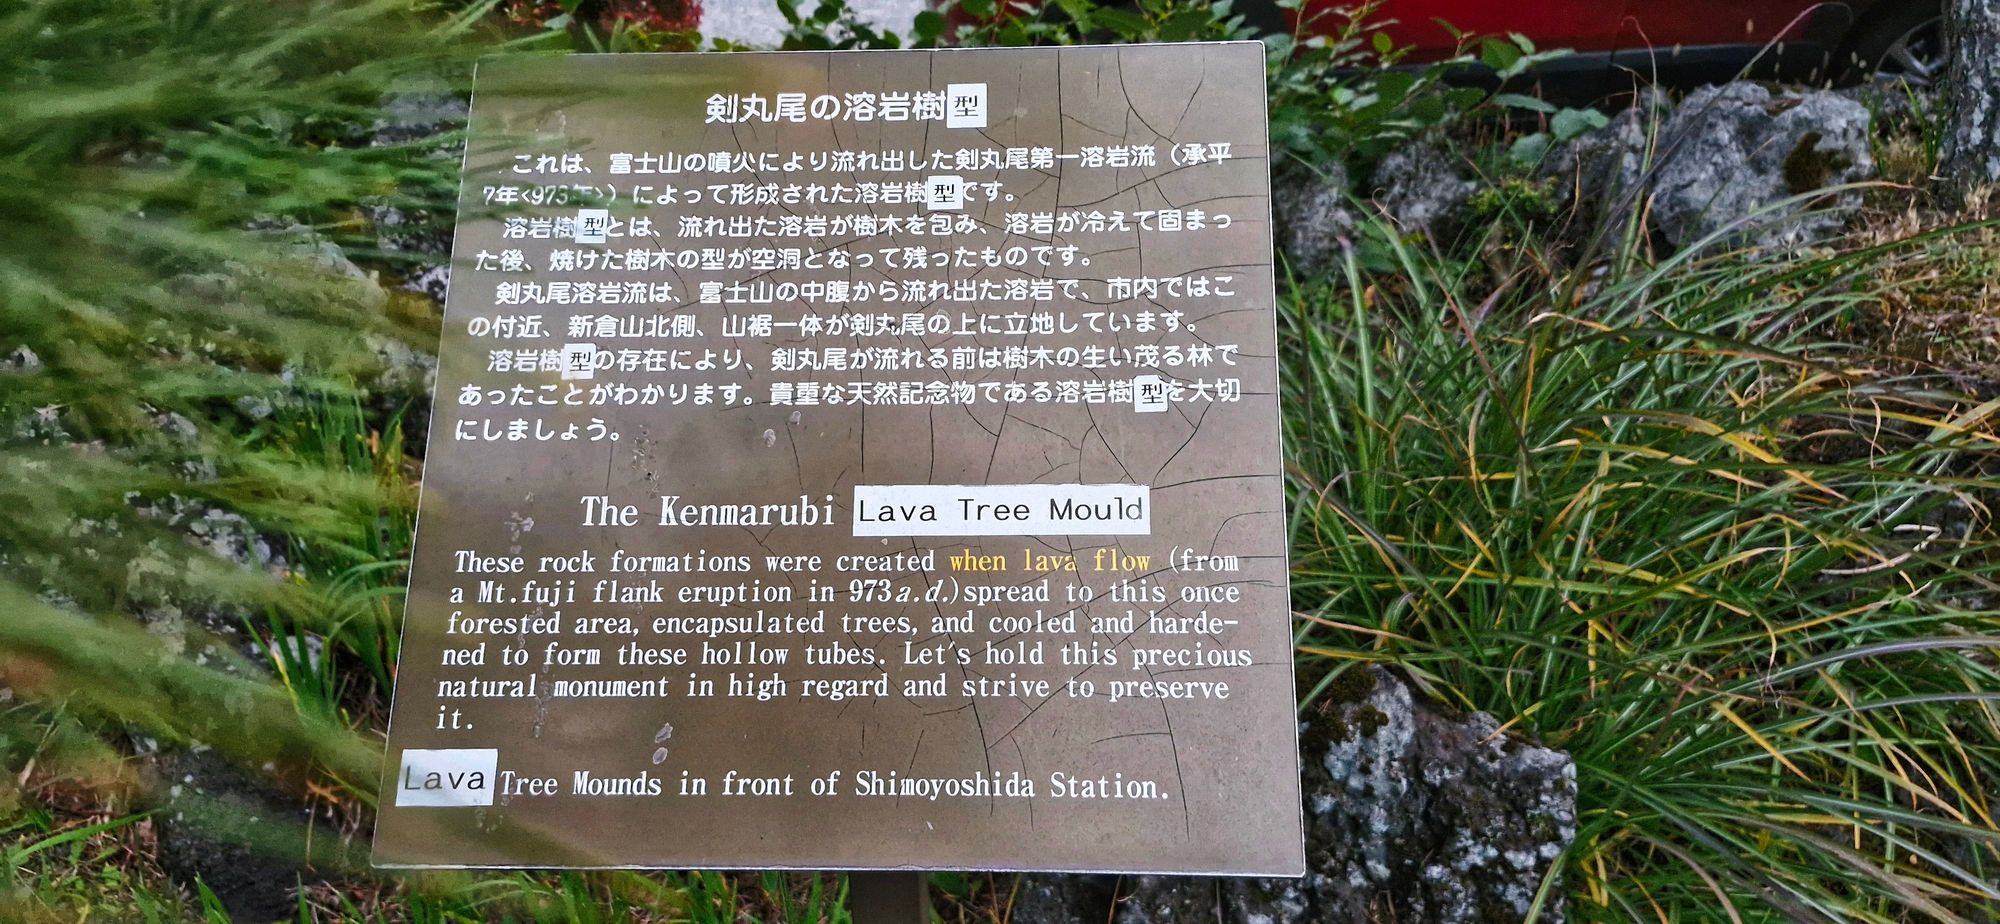 剣丸尾の溶岩樹型
これは、富士山の噴火により流れ出した剣丸尾第一溶岩流（承平
7年<973年>）によって形成された溶岩樹型です。
溶岩樹型とは、流れ出た溶岩が樹木を包み、溶岩が冷えて固まっ
た後、焼けた樹木の型が空洞となって残ったものです。
剣丸尾溶岩流は、富士山の中腹から流れ出た溶岩で、市内ではこ
の付近、新倉山北側、山裾一体が剣丸尾の上に立地しています。
溶岩樹型の存在により、剣丸尾が流れる前は樹木の生い茂る林で
あったことがわかります。貴重な天然記念物である溶岩樹型を大切
にしましょう。
The Kenmarubi Lava Tree Mould
These rock formations were created when lava flow (from
a Mt.fuji flank eruption in 973a.d.)spread to this once
forested area, encapsulated trees, and cooled and harde-
ned to form these hollow tubes. Let's hold this precious
natural monument in high regard and strive to preserve
it.
Lava Tree Mounds in front of Shimoyoshida Station.